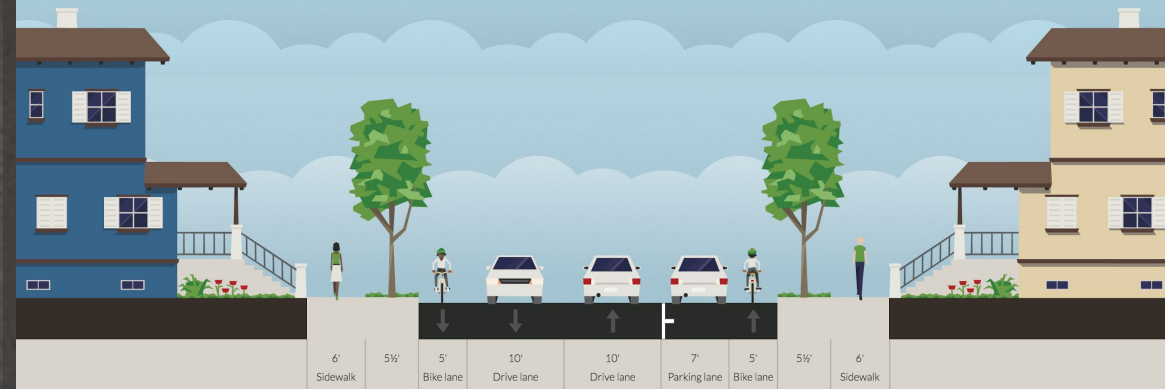 6' 5½' 5' 10' 10' 7' 5' 5½' 6'
Sidewalk Bike lane Drive lane Drive lane Parking lane Bike lane Sidewalk